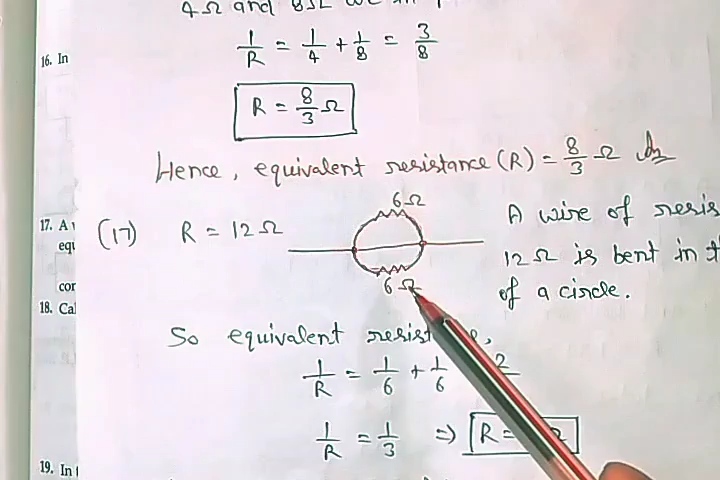 4Ω and 8Ω
1/R = 1/4 + 1/8 = 3/8
16. In
R = 8/3 Ω
Hence, equivalent resistance (R) = 8/3 Ω
6Ω
17. A
(17) R = 12Ω
A wire of
12Ω is bent in
of a circle.
6Ω
18.
So equivalent
1/R = 1/6 + 1/6 2
1/R = 1/3 ⇒ R =
19. In